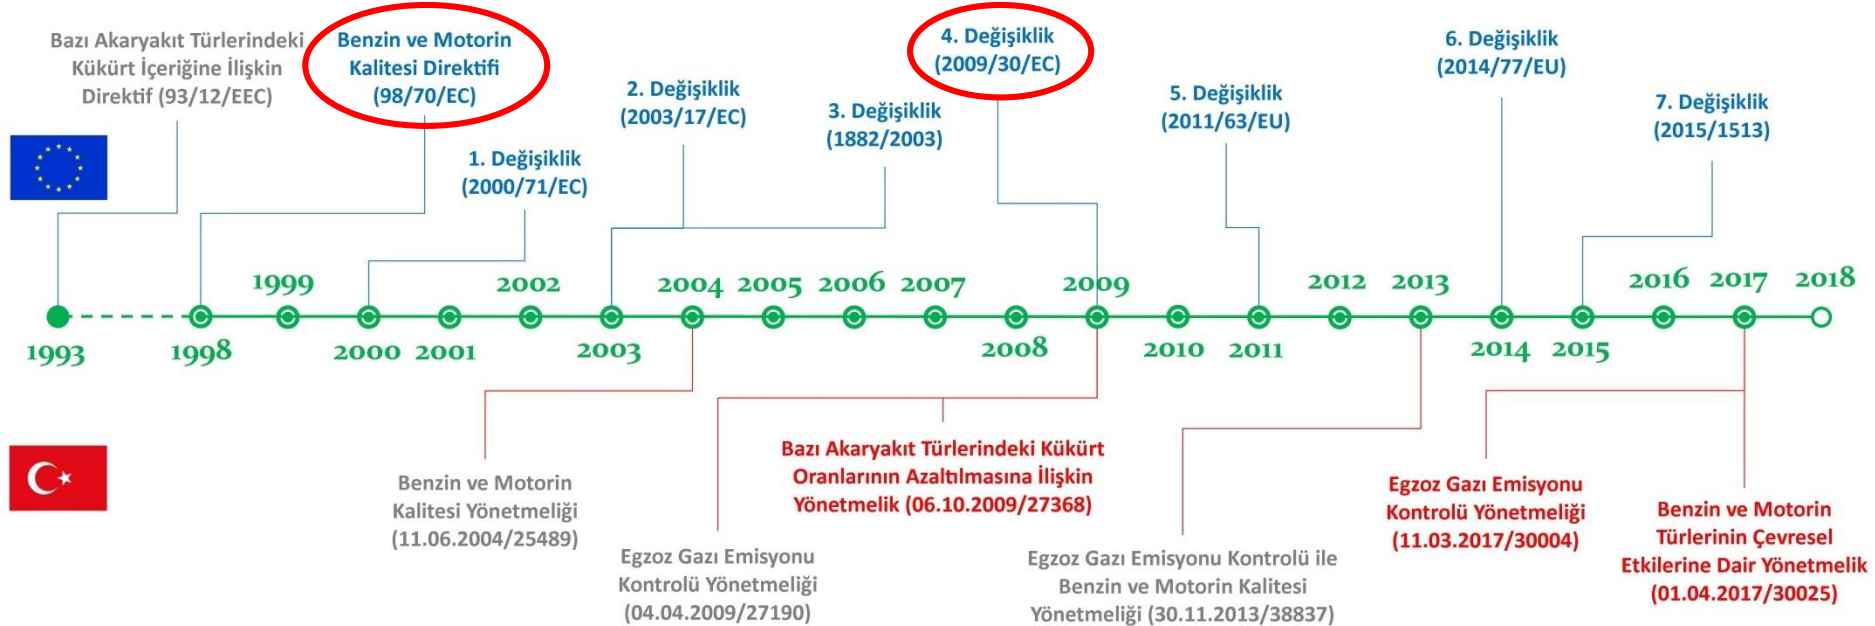 Bazı Akaryakıt Türlerindeki
Kükürt İçeriğine İlişkin
Direktif (93/12/EEC)
Benzin ve Motorin
Kalitesi Direktifi
(98/70/EC)
1. Değişiklik
(2000/71/EC)
2. Değişiklik
(2003/17/EC)
3. Değişiklik
(1882/2003)
4. Değişiklik
(2009/30/EC)
5. Değişiklik
(2011/63/EU)
6. Değişiklik
(2014/77/EU)
7. Değişiklik
(2015/1513)
1993
1998
1999
2000
2001
2002
2003
2004
2005
2006
2007
2008
2009
2010
2011
2012
2013
2014
2015
2016
2017
2018
Benzin ve Motorin
Kalitesi Yönetmeliği
(11.06.2004/25489)
Egzoz Gazı Emisyonu
Kontrolü Yönetmeliği
(04.04.2009/27190)
Bazı Akaryakıt Türlerindeki Kükürt
Oranlarının Azaltılmasına İlişkin
Yönetmelik (06.10.2009/27368)
Egzoz Gazı Emisyonu Kontrolü ile
Benzin ve Motorin Kalitesi
Yönetmeliği (30.11.2013/38837)
Egzoz Gazı Emisyonu
Kontrolü Yönetmeliği
(11.03.2017/30004)
Benzin ve Motorin
Türlerinin Çevresel
Etkilerine Dair Yönetmelik
(01.04.2017/30025)